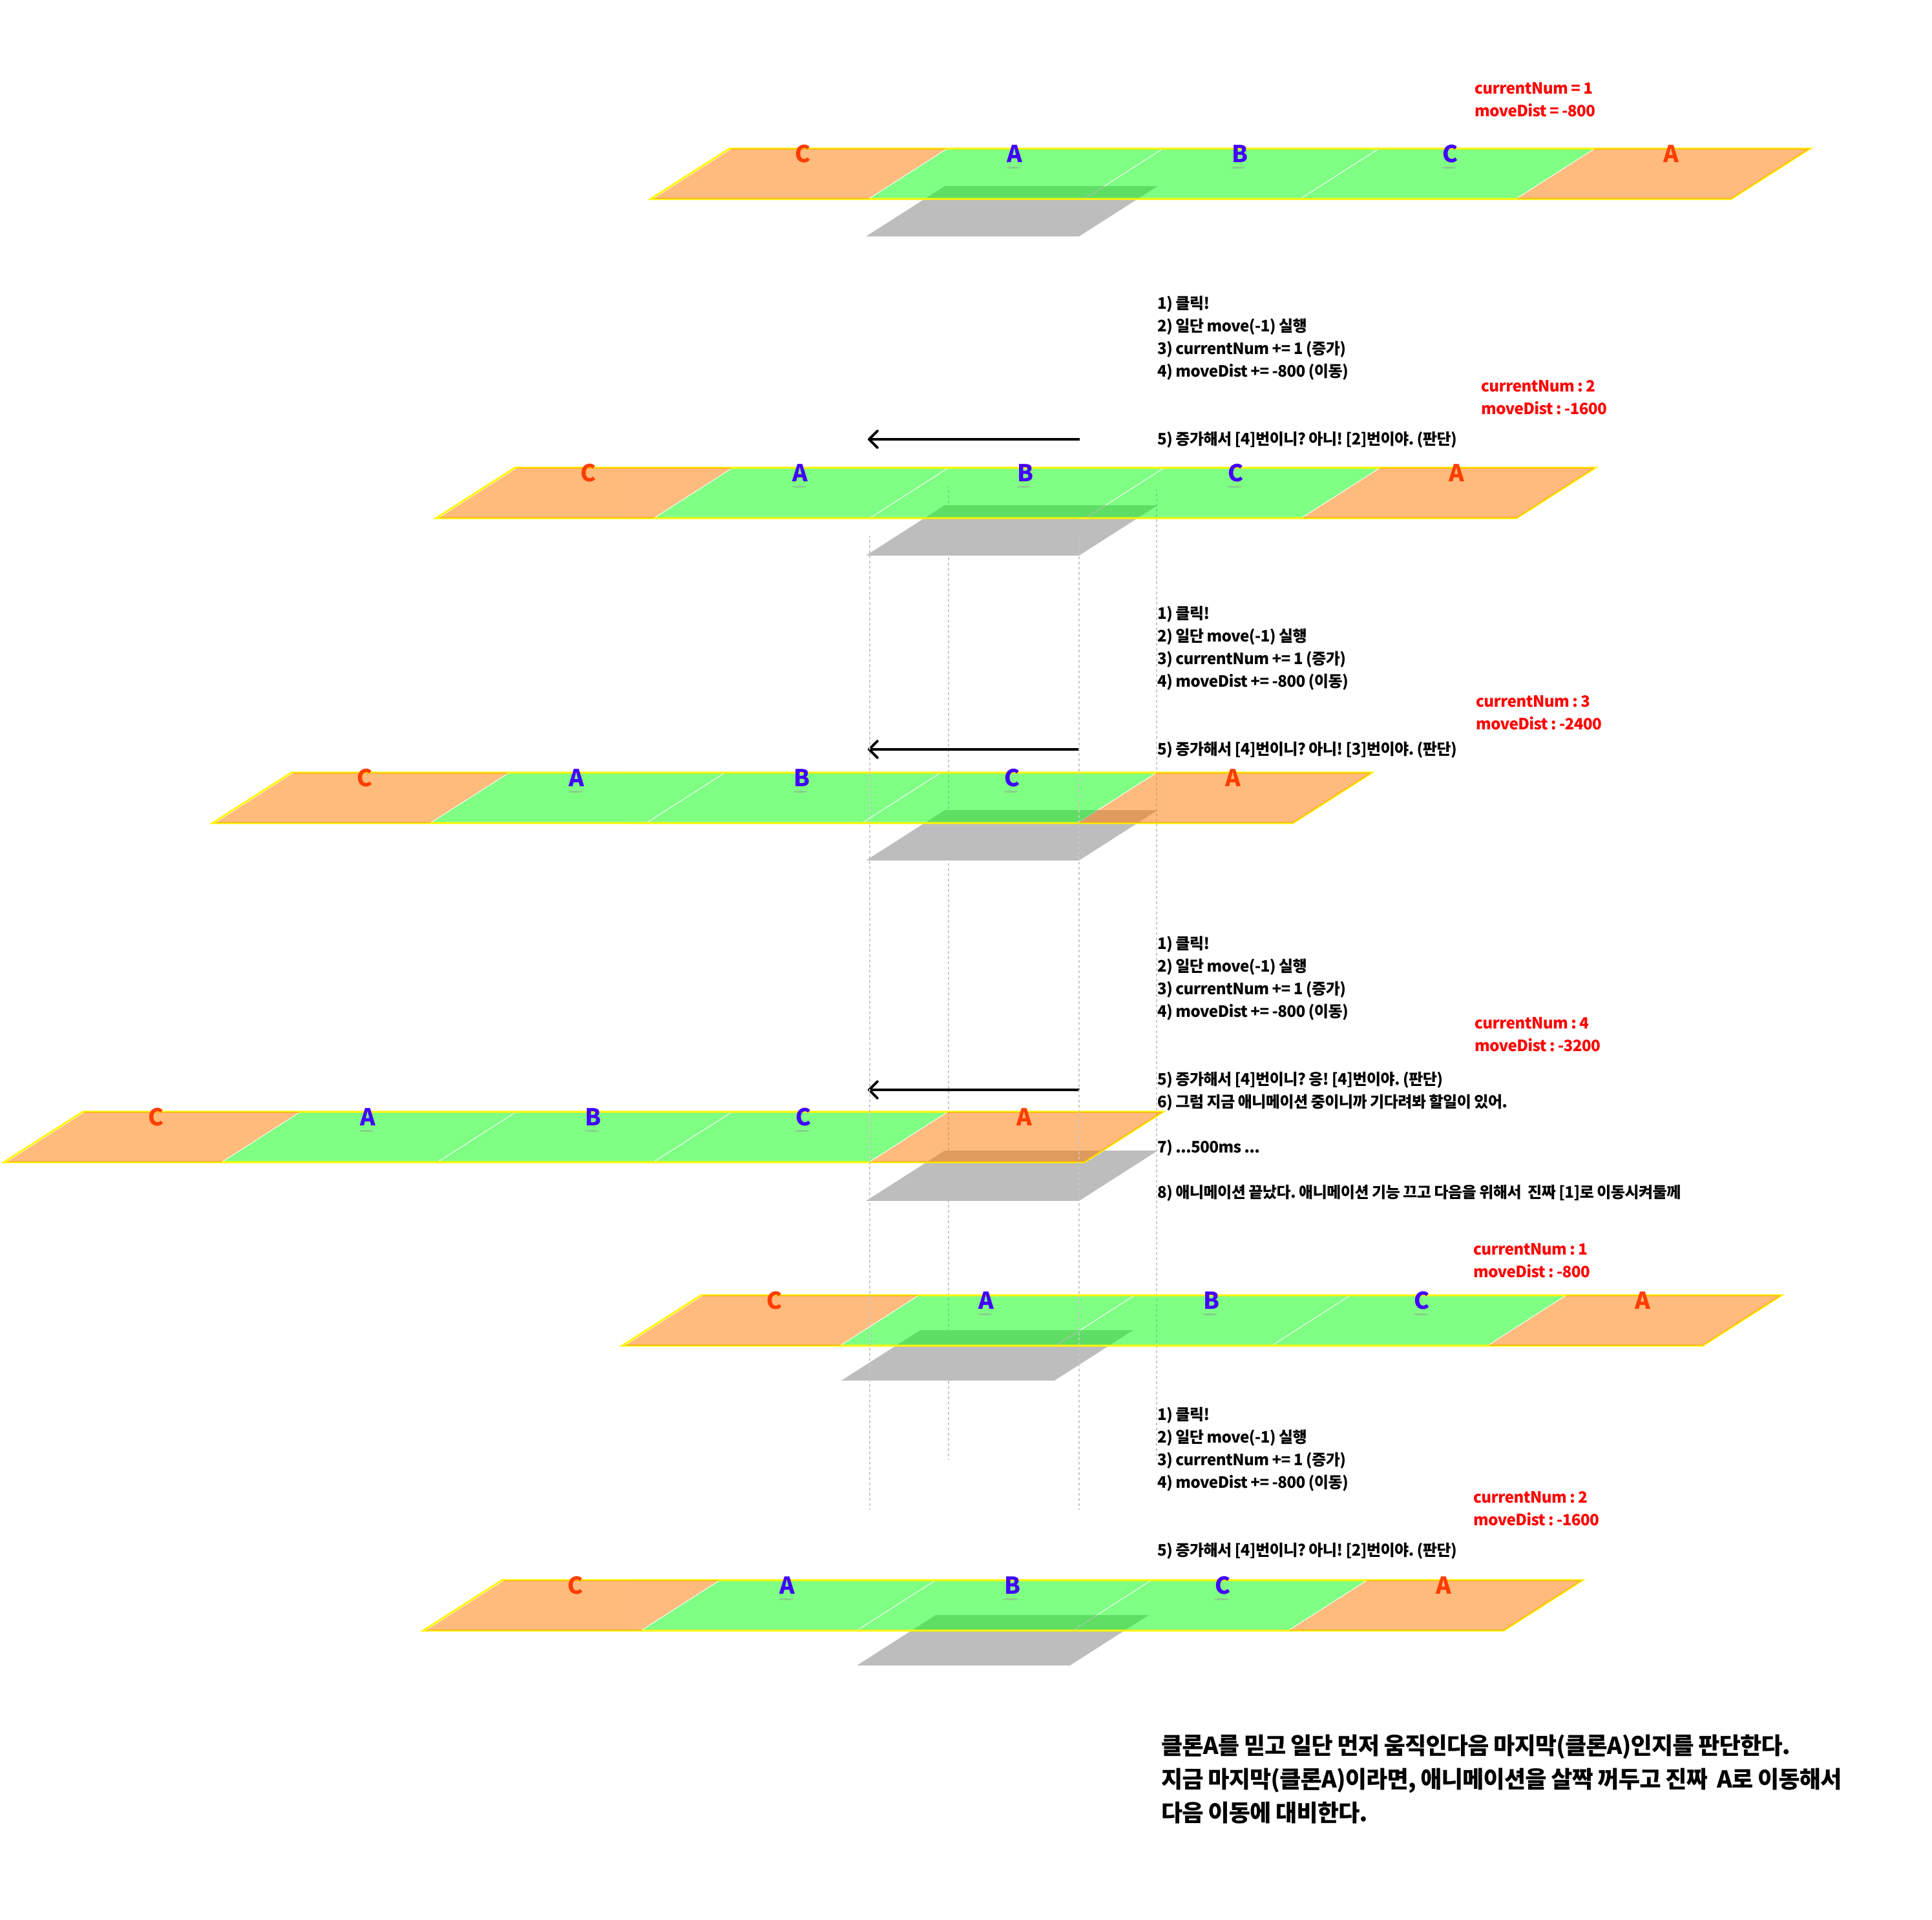 currentNum = 1
moveDist = -800
C A B C A
1) 클릭!
2) 일단 move(-1) 실행
3) currentNum += 1 (증가)
4) moveDist += -800 (이동)
currentNum : 2
moveDist : -1600
5) 증가해서 [4]번이니? 아니! [2]번이야. (판단)
C A B C A
1) 클릭!
2) 일단 move(-1) 실행
3) currentNum += 1 (증가)
4) moveDist += -800 (이동)
currentNum : 3
moveDist : -2400
5) 증가해서 [4]번이니? 아니! [3]번이야. (판단)
C A B C A
1) 클릭!
2) 일단 move(-1) 실행
3) currentNum += 1 (증가)
4) moveDist += -800 (이동)
currentNum : 4
moveDist : -3200
5) 증가해서 [4]번이니? 응! [4]번이야. (판단)
6) 그럼 지금 애니메이션 중이니까 기다려봐 할일이 있어.
C A B C A
7) ...500ms ...
8) 애니메이션 끝났다. 애니메이션 기능 끄고 다음을 위해서 진짜 [1]로 이동시켜둘께
currentNum : 1
moveDist : -800
C A B C A
1) 클릭!
2) 일단 move(-1) 실행
3) currentNum += 1 (증가)
4) moveDist += -800 (이동)
currentNum : 2
moveDist : -1600
5) 증가해서 [4]번이니? 아니! [2]번이야. (판단)
C A B C A
클론A를 믿고 일단 먼저 움직인다음 마지막(클론A)인지를 판단한다.
지금 마지막(클론A)이라면, 애니메이션을 살짝 꺼두고 진짜 A로 이동해서
다음 이동에 대비한다.